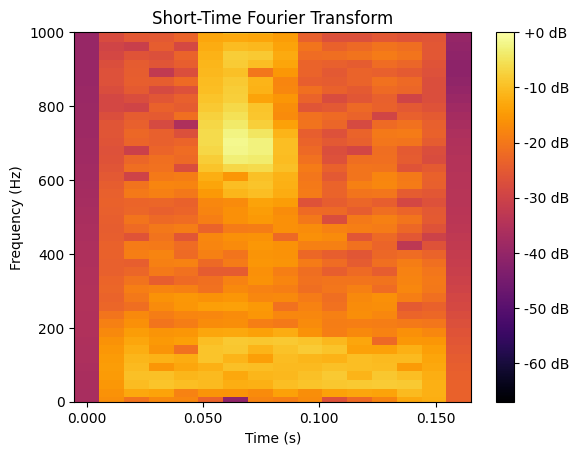 Short-Time Fourier Transform
Frequency (Hz)
1000
800
600
400
200
0
0.000
0.050
0.100
0.150
Time (s)
+0 dB
-10 dB
-20 dB
-30 dB
-40 dB
-50 dB
-60 dB